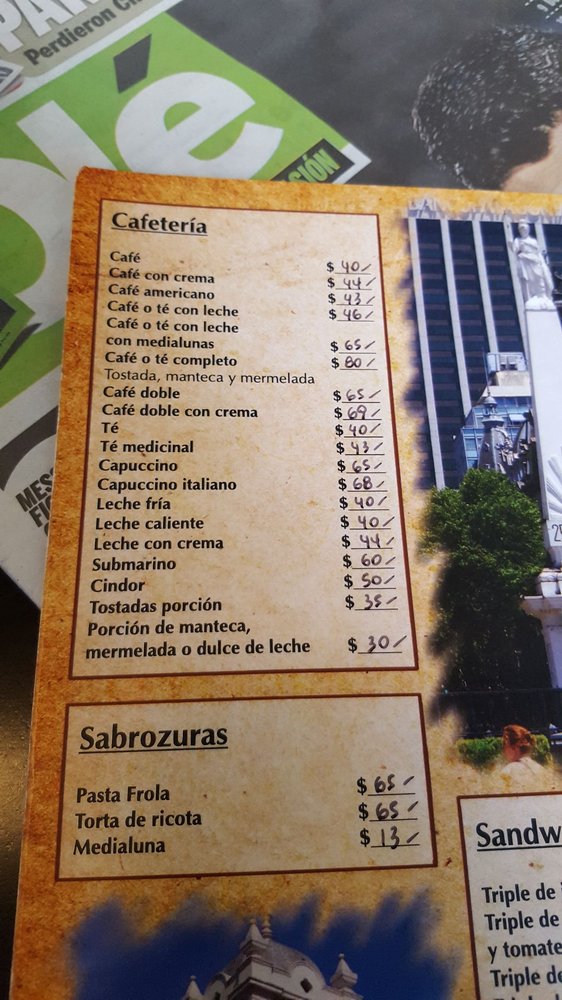 Perdieron
lé
CIÓN
MES
Cafetería
Café $ 40
Café con crema $ 44
Café americano $ 43
Café o té con leche $ 46
Café o té con leche
con medialunas $ 65
Café o té completo $ 80
Tostada, manteca y mermelada
Café doble $ 65
Café doble con crema $ 69
Té $ 40
Té medicinal $ 43
Capuccino $ 65
Capuccino italiano $ 68
Leche fría $ 40
Leche caliente $ 40
Leche con crema $ 44
Submarino $ 60
Cindor $ 50
Tostadas porción $ 35
Porción de manteca,
mermelada o dulce de leche $ 30
Sabrozuras
Pasta Frola $ 65
Torta de ricota $ 65
Medialuna $ 13
Sandw
Triple de
Triple de
y tomate
Triple de